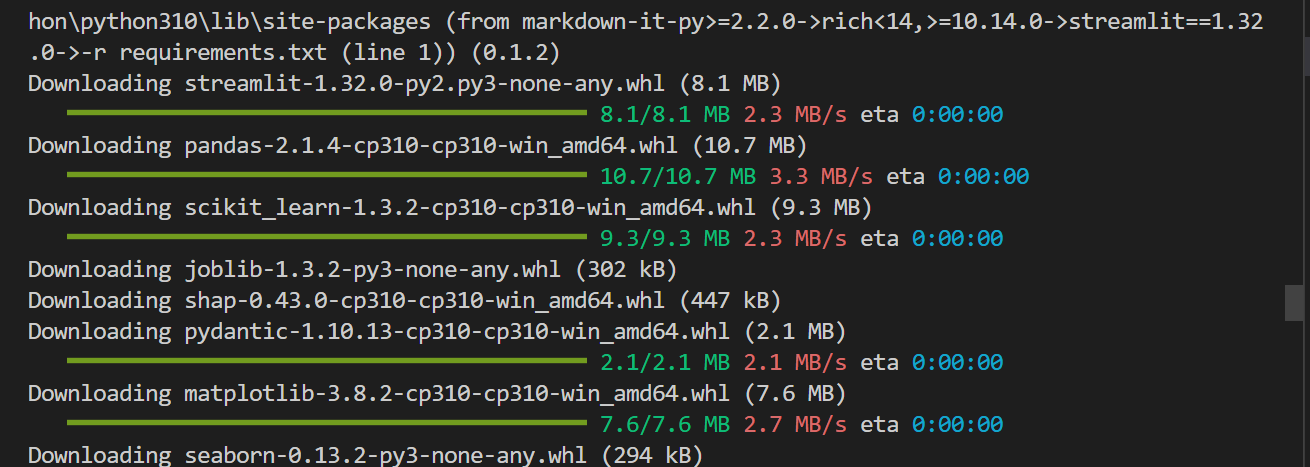 hon\python310\lib\site-packages (from markdown-it-py>=2.2.0->rich<14,>=10.14.0->streamlit==1.32
.0->-r requirements.txt (line 1)) (0.1.2)
Downloading streamlit-1.32.0-py2.py3-none-any.whl (8.1 MB)
8.1/8.1 MB 2.3 MB/s eta 0:00:00
Downloading pandas-2.1.4-cp310-cp310-win_amd64.whl (10.7 MB)
10.7/10.7 MB 3.3 MB/s eta 0:00:00
Downloading scikit_learn-1.3.2-cp310-cp310-win_amd64.whl (9.3 MB)
9.3/9.3 MB 2.3 MB/s eta 0:00:00
Downloading joblib-1.3.2-py3-none-any.whl (302 kB)
Downloading shap-0.43.0-cp310-cp310-win_amd64.whl (447 kB)
Downloading pydantic-1.10.13-cp310-cp310-win_amd64.whl (2.1 MB)
2.1/2.1 MB 2.1 MB/s eta 0:00:00
Downloading matplotlib-3.8.2-cp310-cp310-win_amd64.whl (7.6 MB)
7.6/7.6 MB 2.7 MB/s eta 0:00:00
Downloading seaborn-0.13.2-py3-none-any.whl (294 kB)